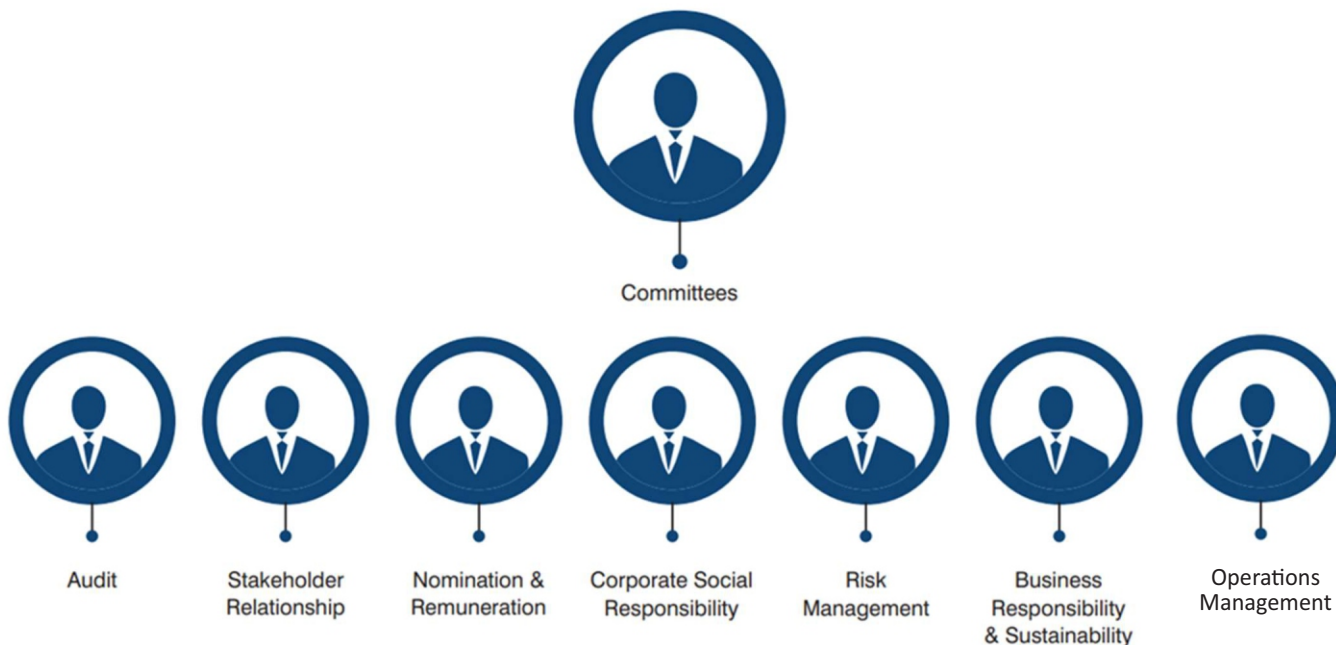 Committees
Audit
Stakeholder
Relationship
Nomination &
Remuneration
Corporate Social
Responsibility
Risk
Management
Business
Responsibility
& Sustainability
Operations
Management